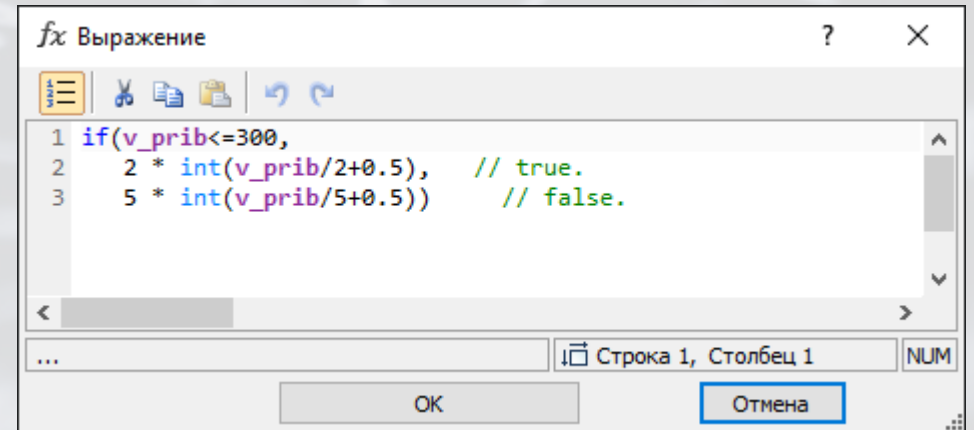 fx Выражение ?
1 if(v_prib<=300,
2 2 * int(v_prib/2+0.5), // true.
3 5 * int(v_prib/5+0.5)) // false.
...
Строка 1, Столбец 1
NUM
OK
Отмена